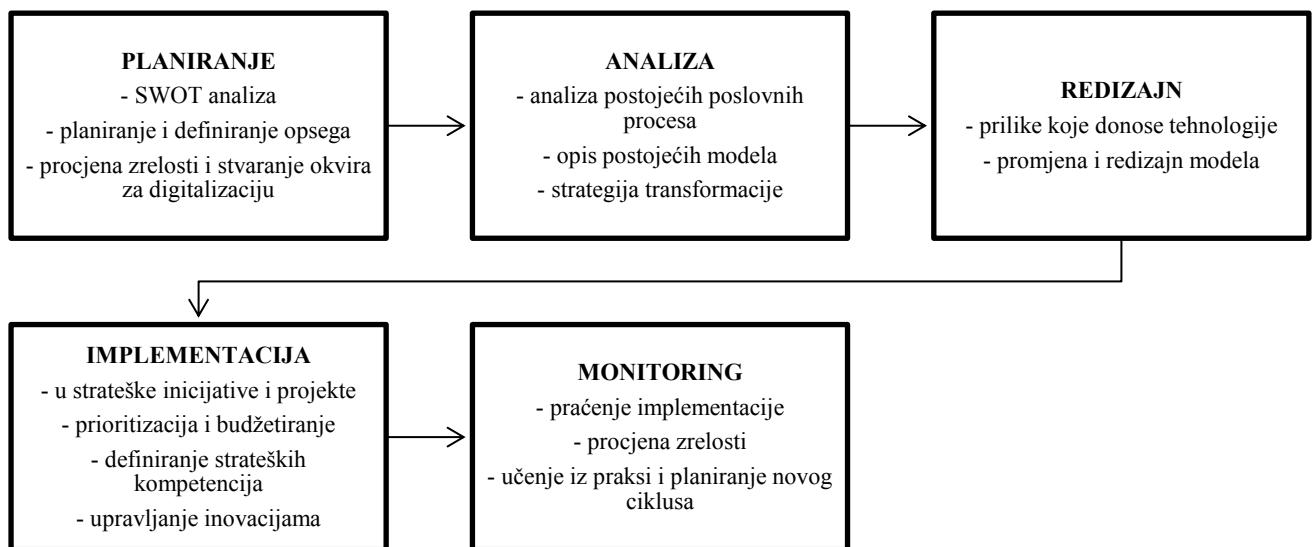 PLANIRANJE
- SWOT analiza
- planiranje i definiranje opsega
- procjena zrelosti i stvaranje okvira
za digitalizaciju
ANALIZA
- analiza postojećih poslovnih
procesa
- opis postojećih modela
- strategija transformacije
REDIZAJN
- prilike koje donose tehnologije
- promjena i redizajn modela
IMPLEMENTACIJA
- u strateške inicijative i projekte
- prioritizacija i budžetiranje
- definiranje strateških
kompetencija
- upravljanje inovacijama
MONITORING
- praćenje implementacije
- procjena zrelosti
- učenje iz praksi i planiranje novog
ciklusa